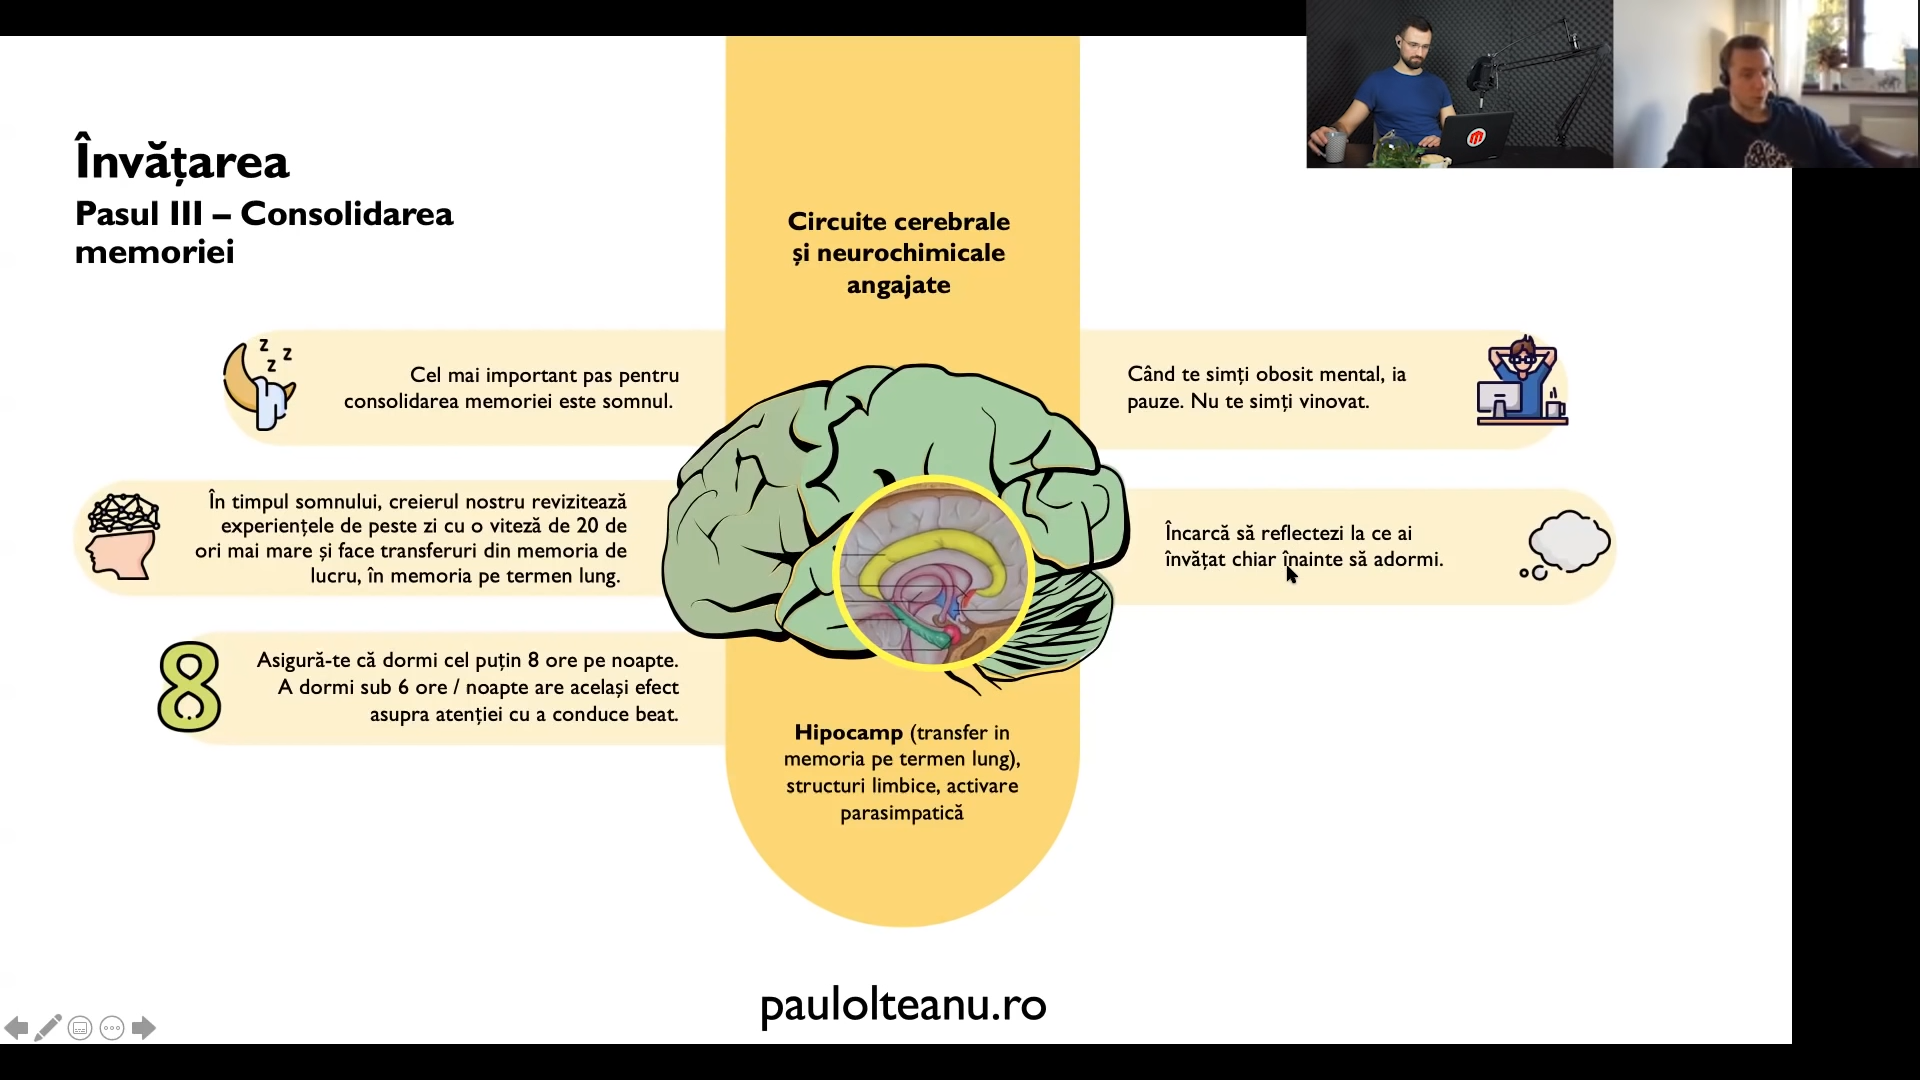 Învățarea
Pasul III – Consolidarea
memoriei
Circuite cerebrale
și neurochimicale
angajate
z
z
z
Cel mai important pas pentru
consolidarea memoriei este somnul.
În timpul somnului, creierul nostru revizitează
experiențele de peste zi cu o viteză de 20 de
ori mai mare și face transferuri din memoria de
lucru, în memoria pe termen lung.
8
Asigură-te că dormi cel puțin 8 ore pe noapte.
A dormi sub 6 ore / noapte are același efect
asupra atenției cu a conduce beat.
Când te simți obosit mental, ia
pauze. Nu te simți vinovat.
Încarcă să reflectezi la ce ai
învățat chiar înainte să adormi.
Hipocamp (transfer in
memoria pe termen lung),
structuri limbice, activare
parasimpatică
paulolteanu.ro